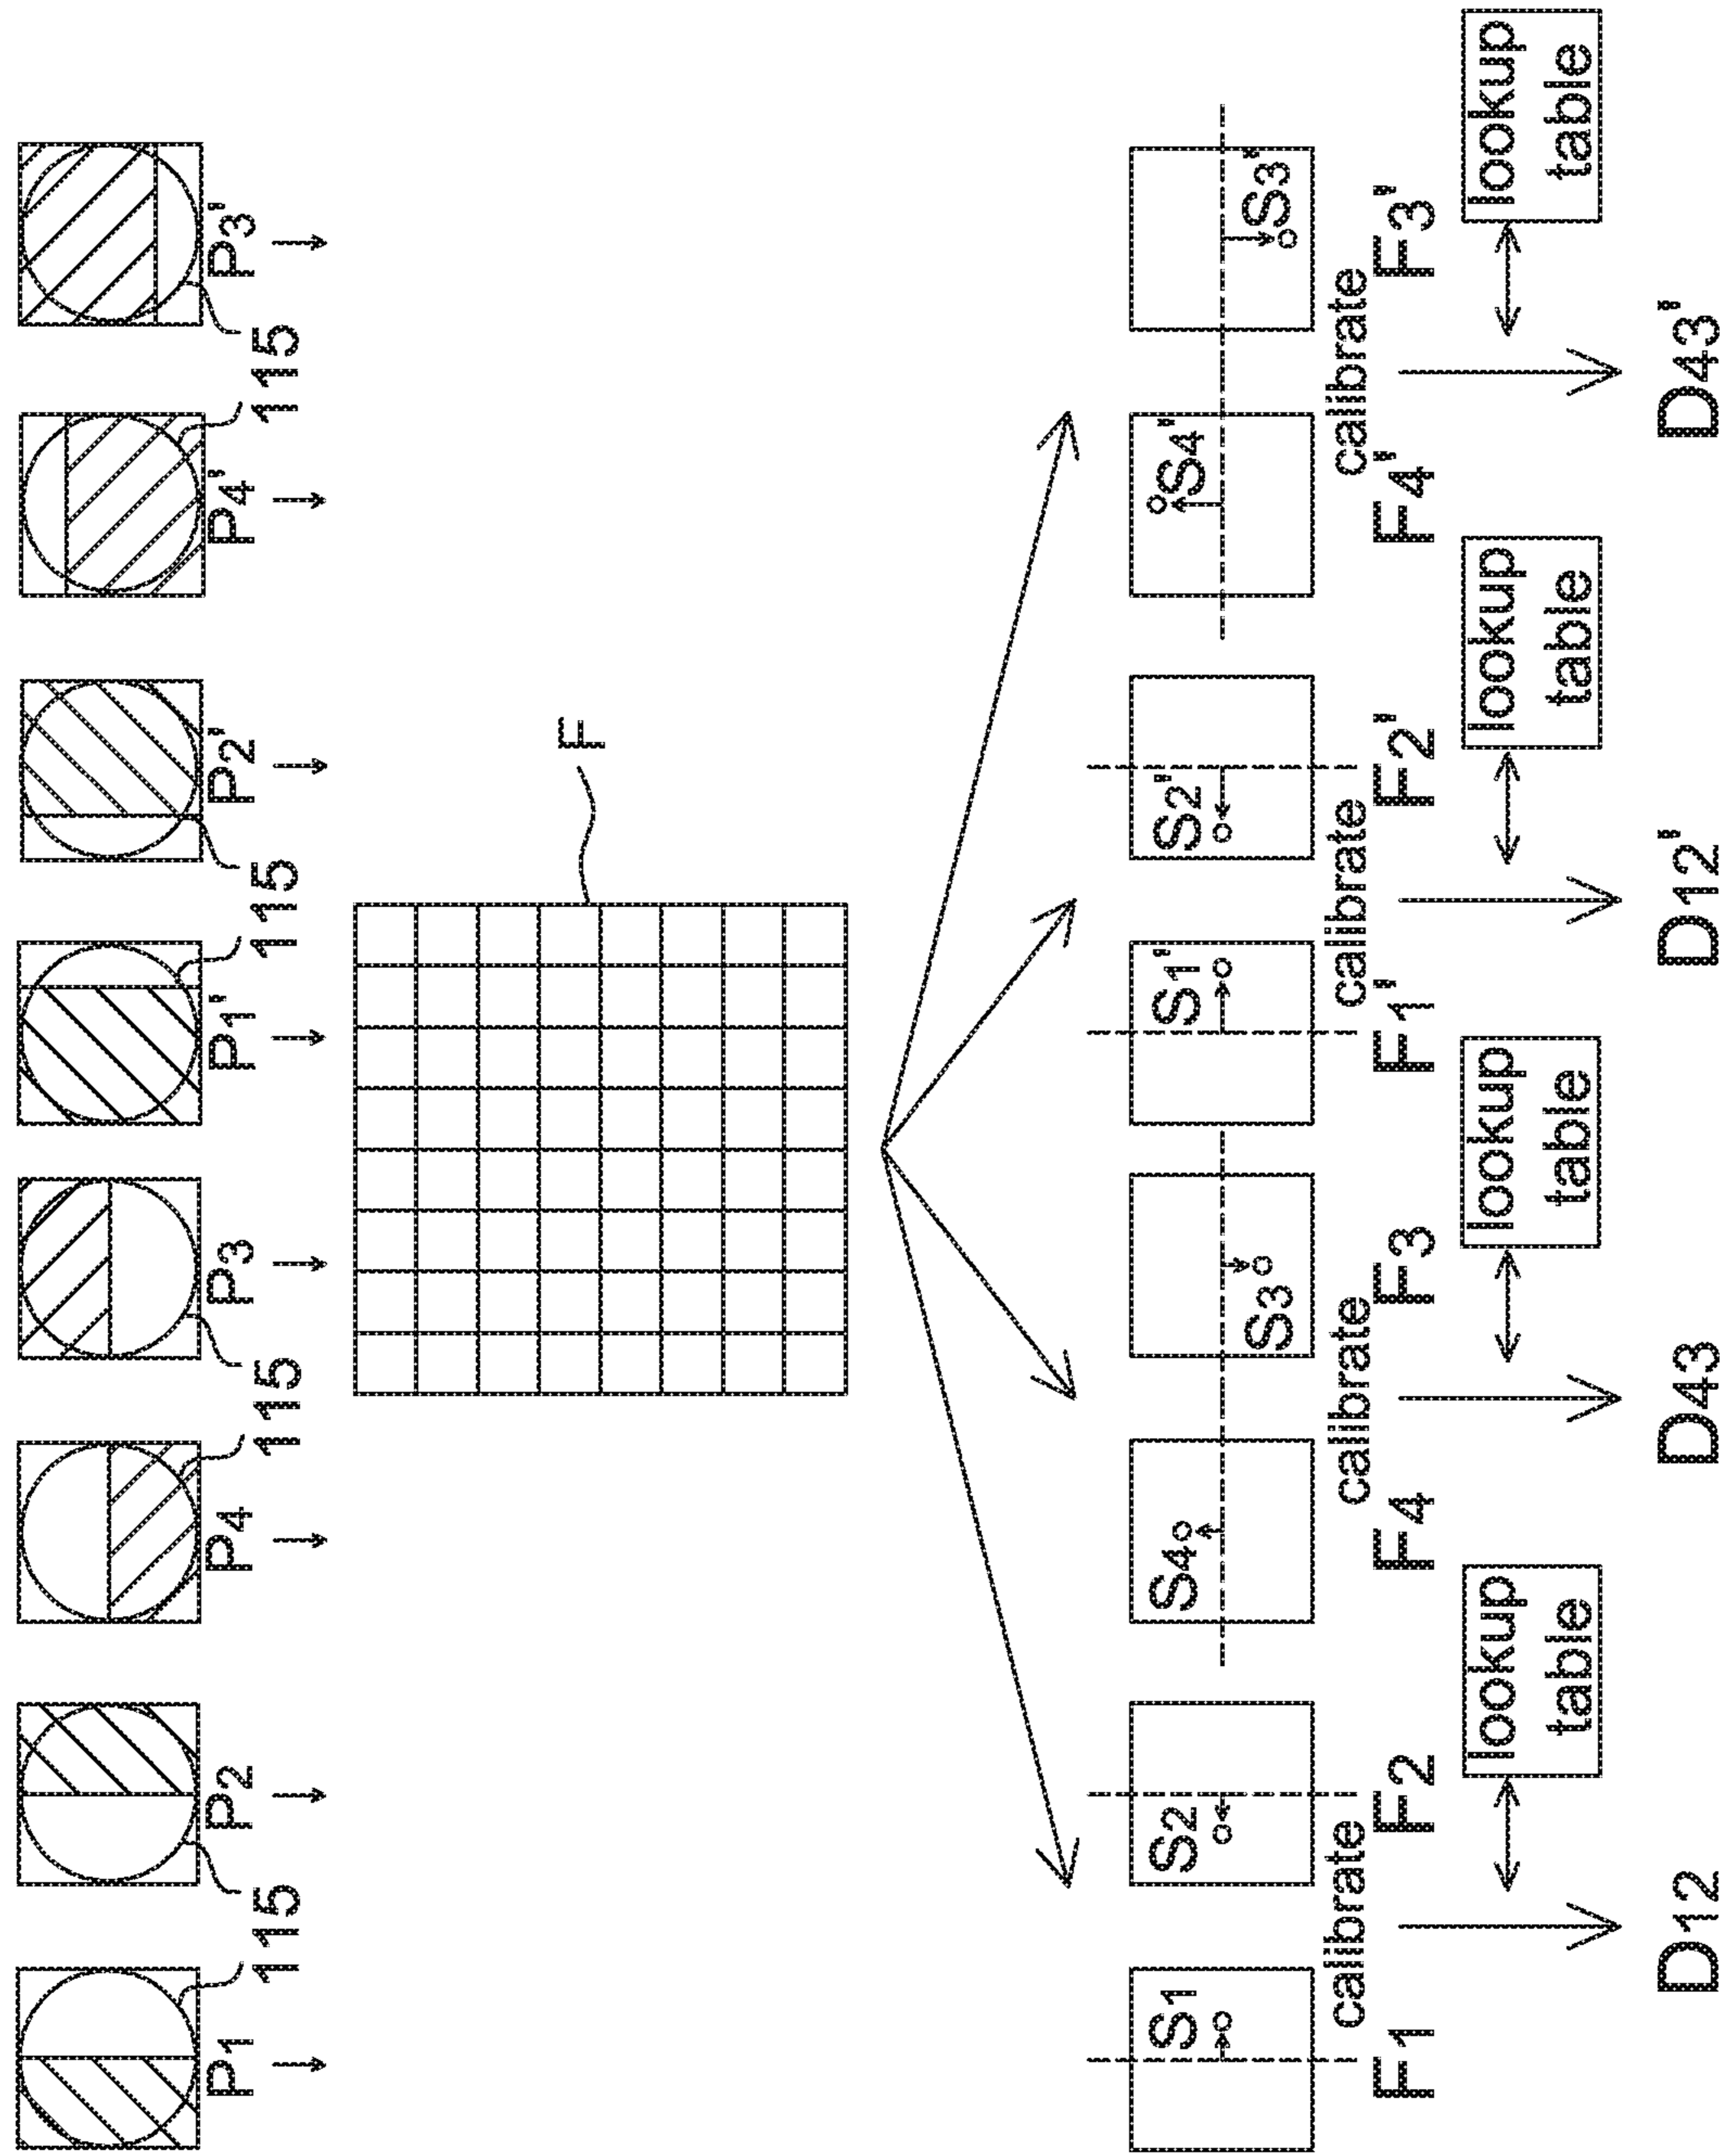 P1 P2 P4 P3 P1' P2' P4' P3'
115 115 115 115 115 115 115 115
F
S1 S2 S4 S3 S1' S2' S4' S3'
calibrate calibrate calibrate calibrate
F1 F2 F4 F3 F1' F2' F4' F3'
lookup lookup lookup lookup
table table table table
D12 D43 D12' D43'